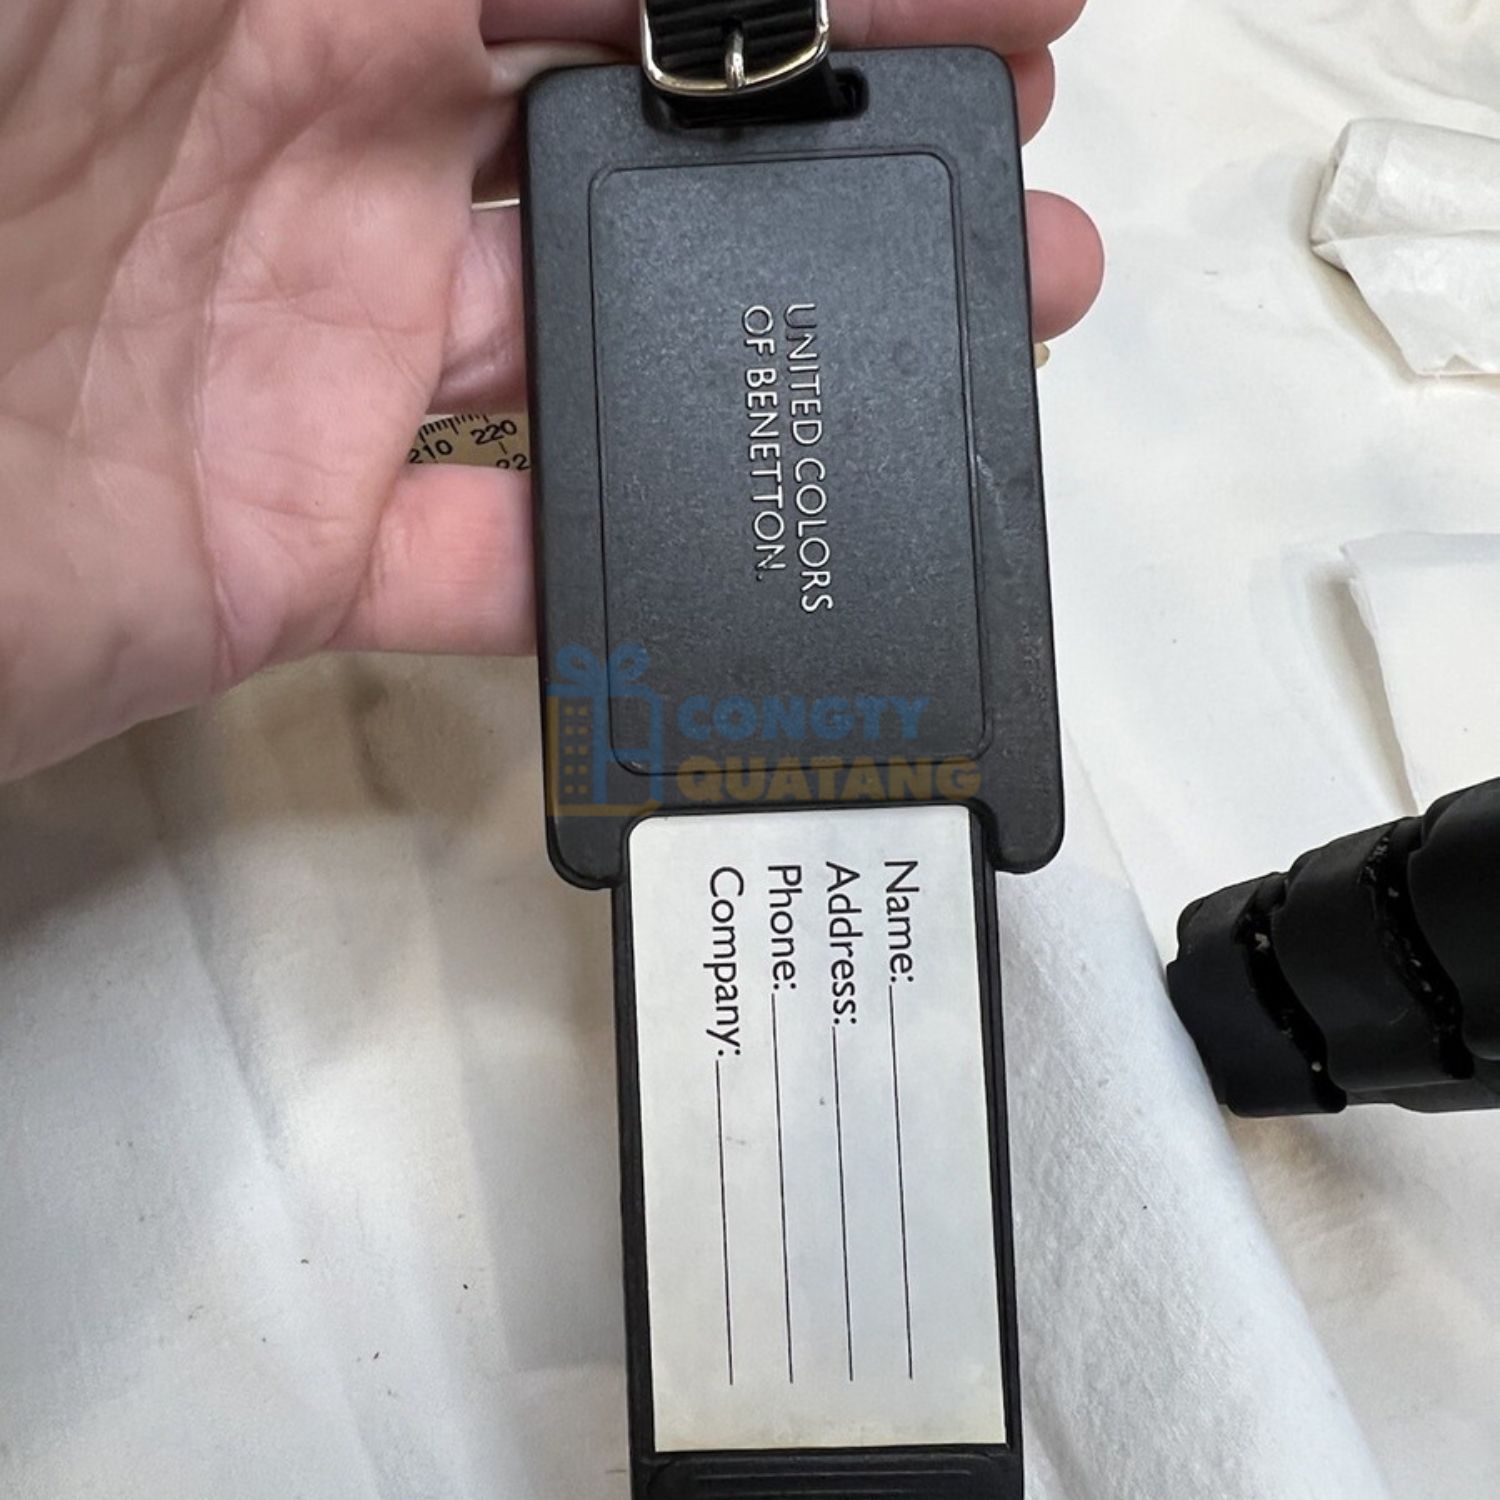 UNITED COLORS
OF BENETTON.
210 220
CONGTY
QUATANG
Name:
Address:
Phone:
Company: